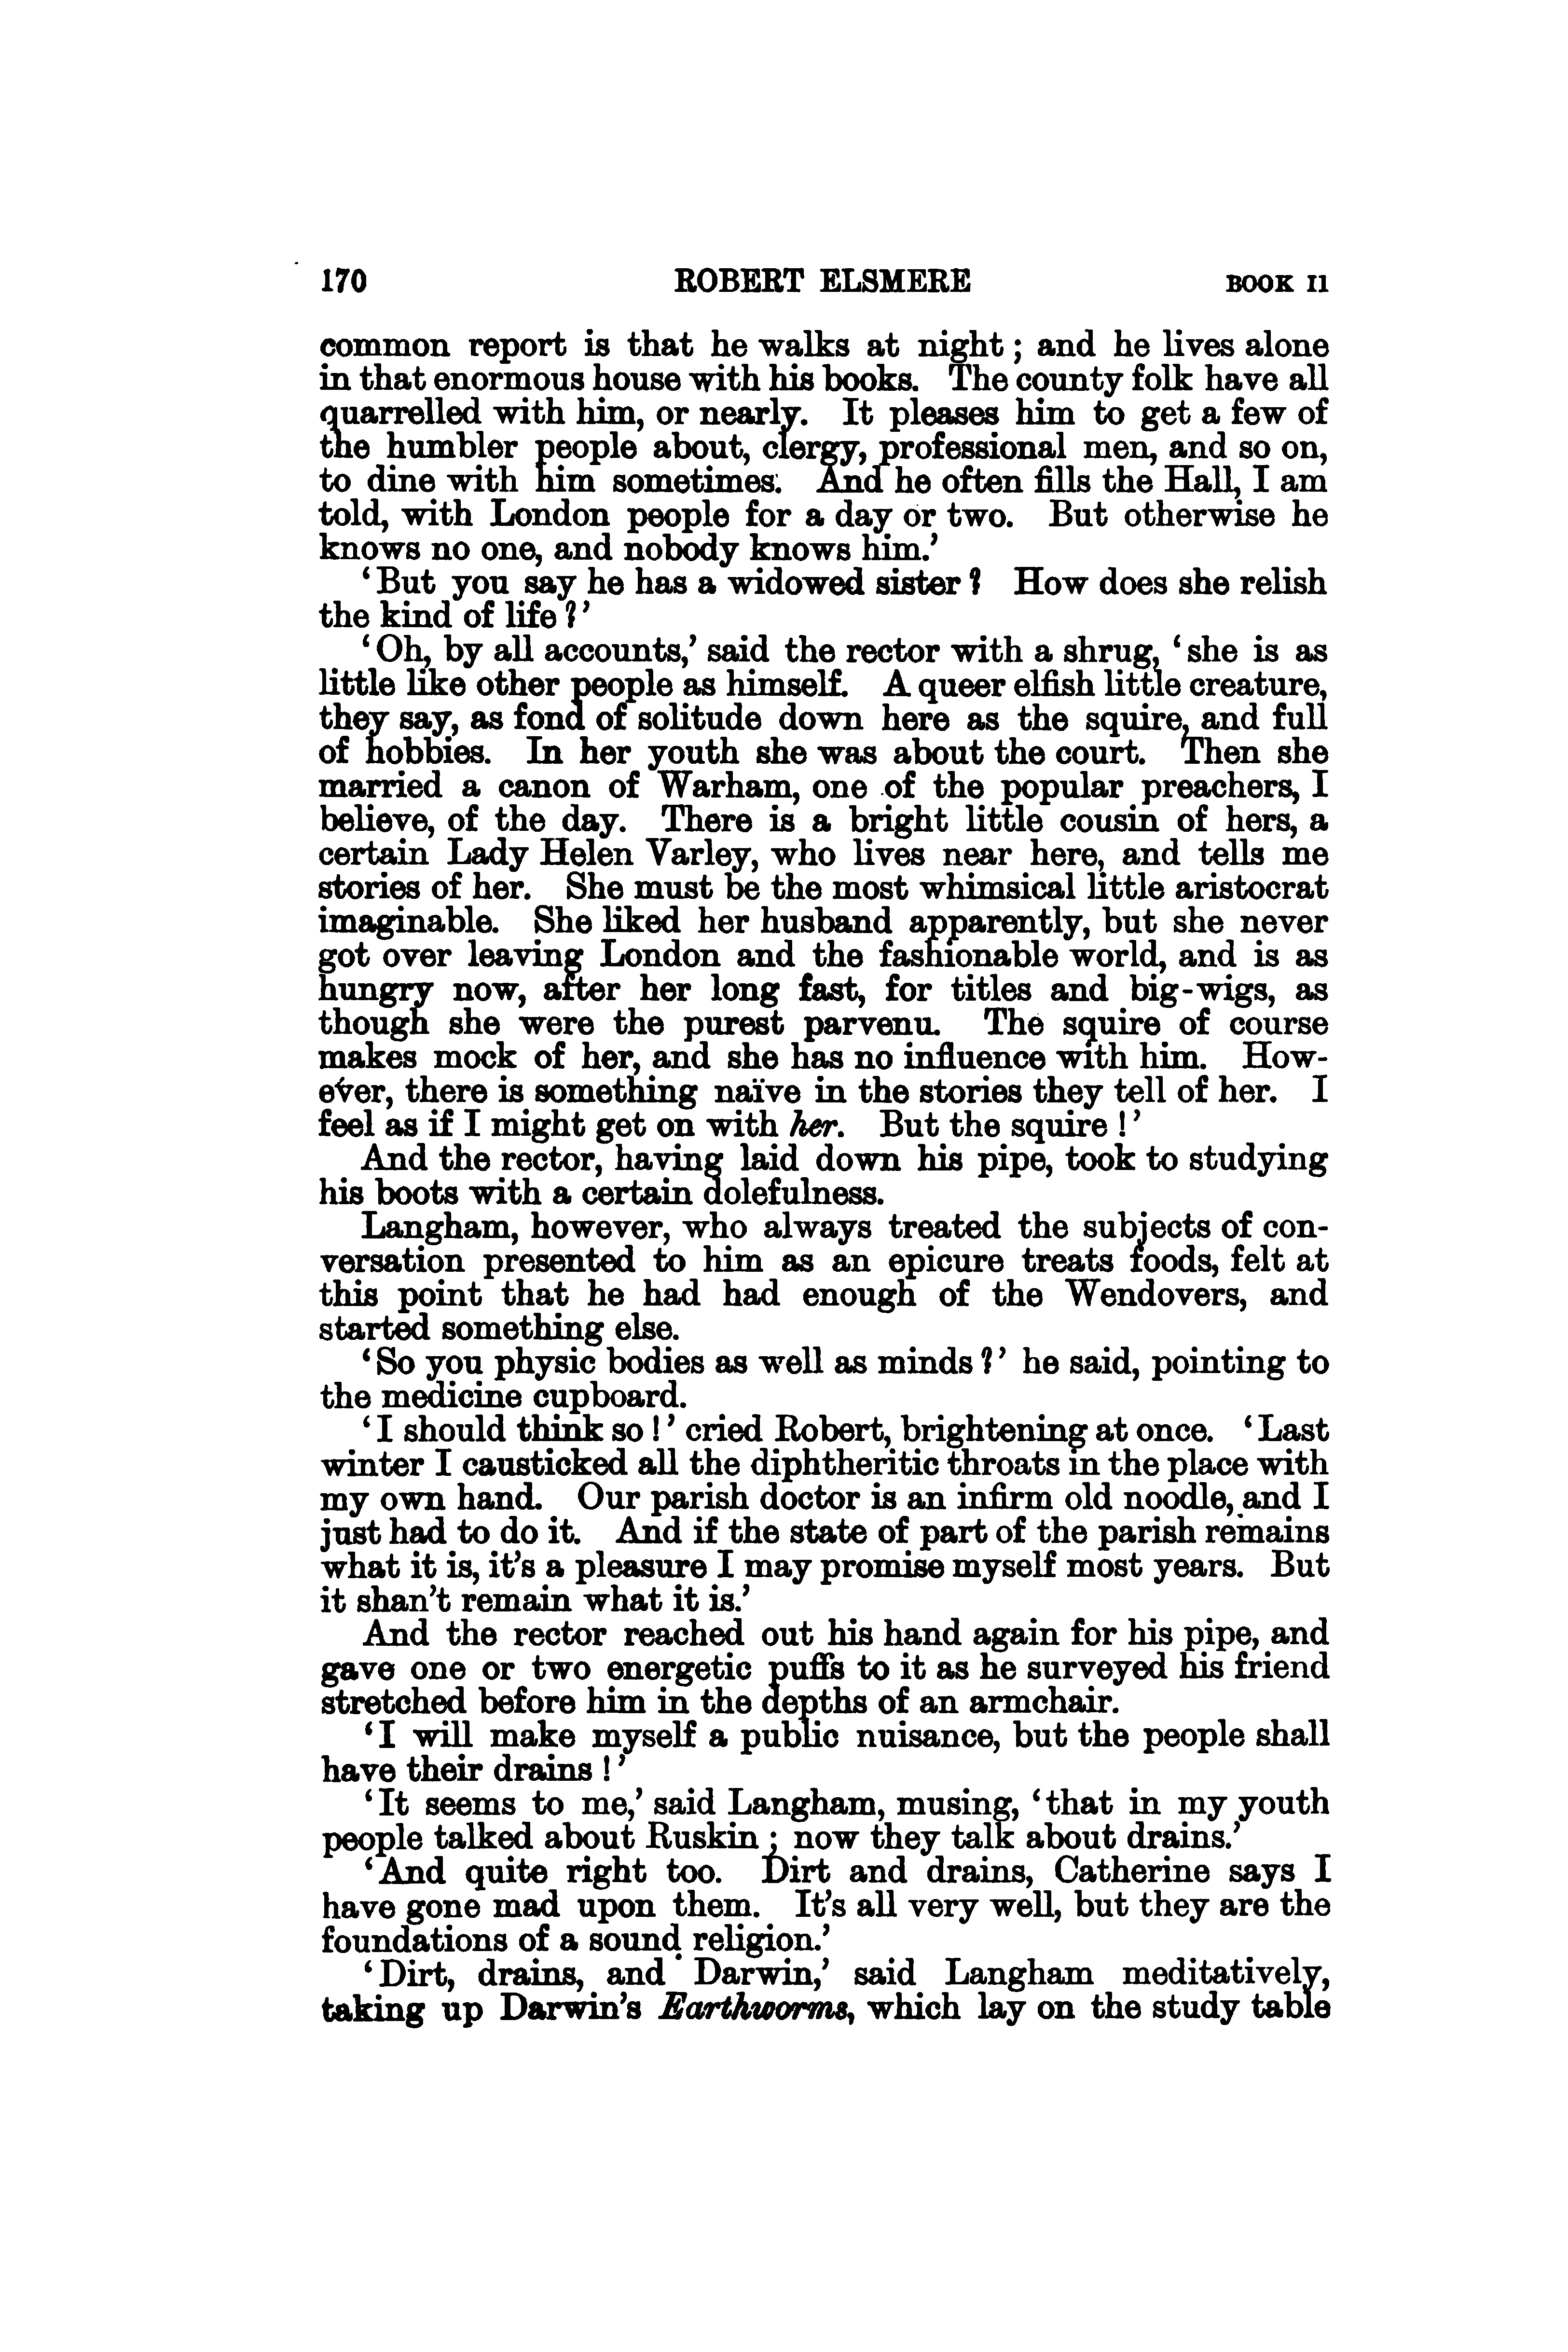 170 ROBERT ELSMERE BOOK II
common report is that he walks at night; and he lives alone
in that enormous house with his books. The county folk have all
quarrelled with him, or nearly. It pleases him to get a few of
the humbler people about, clergy, professional men, and so on,
to dine with him sometimes. And he often fills the Hall, I am
told, with London people for a day or two. But otherwise he
knows no one, and nobody knows him.’
‘But you say he has a widowed sister? How does she relish
the kind of life?’
‘Oh, by all accounts,’ said the rector with a shrug, ‘she is as
little like other people as himself. A queer elfish little creature,
they say, as fond of solitude down here as the squire, and full
of hobbies. In her youth she was about the court. Then she
married a canon of Warham, one of the popular preachers, I
believe, of the day. There is a bright little cousin of hers, a
certain Lady Helen Varley, who lives near here, and tells me
stories of her. She must be the most whimsical little aristocrat
imaginable. She liked her husband apparently, but she never
got over leaving London and the fashionable world, and is as
hungry now, after her long fast, for titles and big-wigs, as
though she were the purest parvenu. The squire of course
makes mock of her, and she has no influence with him. How-
ever, there is something naïve in the stories they tell of her. I
feel as if I might get on with her. But the squire!’
And the rector, having laid down his pipe, took to studying
his boots with a certain dolefulness.
Langham, however, who always treated the subjects of con-
versation presented to him as an epicure treats foods, felt at
this point that he had had enough of the Wendovers, and
started something else.
‘So you physic bodies as well as minds?’ he said, pointing to
the medicine cupboard.
‘I should think so!’ cried Robert, brightening at once. ‘Last
winter I causticked all the diphtheritic throats in the place with
my own hand. Our parish doctor is an infirm old noodle, and I
just had to do it. And if the state of part of the parish remains
what it is, it’s a pleasure I may promise myself most years. But
it shan’t remain what it is.’
And the rector reached out his hand again for his pipe, and
gave one or two energetic puffs to it as he surveyed his friend
stretched before him in the depths of an armchair.
‘I will make myself a public nuisance, but the people shall
have their drains!’
‘It seems to me,’ said Langham, musing, ‘that in my youth
people talked about Ruskin; now they talk about drains.’
‘And quite right too. Dirt and drains, Catherine says I
have gone mad upon them. It’s all very well, but they are the
foundations of a sound religion.’
‘Dirt, drains, and Darwin,’ said Langham meditatively,
taking up Darwin’s Earthworms, which lay on the study table